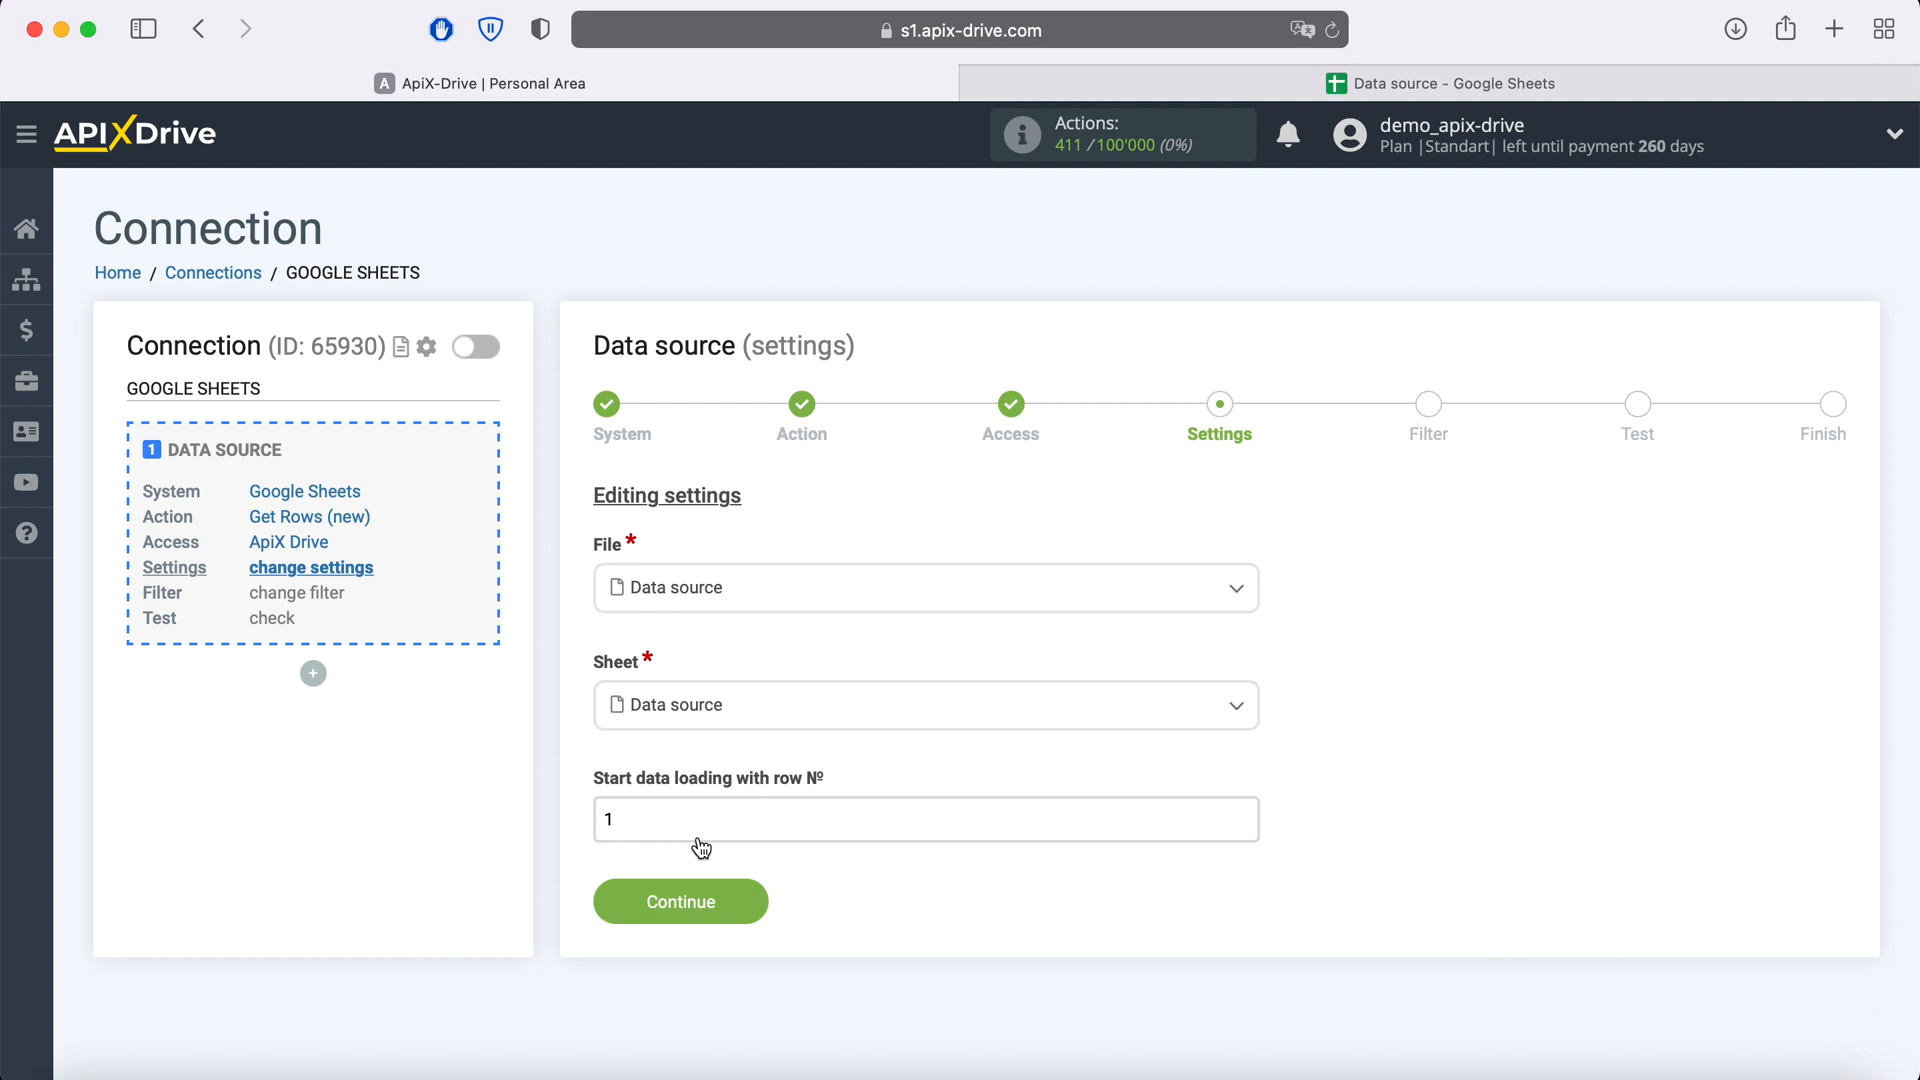 s1.apix-drive.com
A ApiX-Drive | Personal Area
Data source - Google Sheets
APIXDrive
Actions:
411 /100'000 (0%)
demo_apix-drive
Plan |Standart| left until payment 260 days
Connection
Home / Connections / GOOGLE SHEETS
Connection (ID: 65930)
GOOGLE SHEETS
1 DATA SOURCE
System Google Sheets
Action Get Rows (new)
Access ApiX Drive
Settings change settings
Filter change filter
Test check
Data source (settings)
System
Action
Access
Settings
Filter
Test
Finish
Editing settings
File *
Data source
Sheet *
Data source
Start data loading with row №
1
Continue